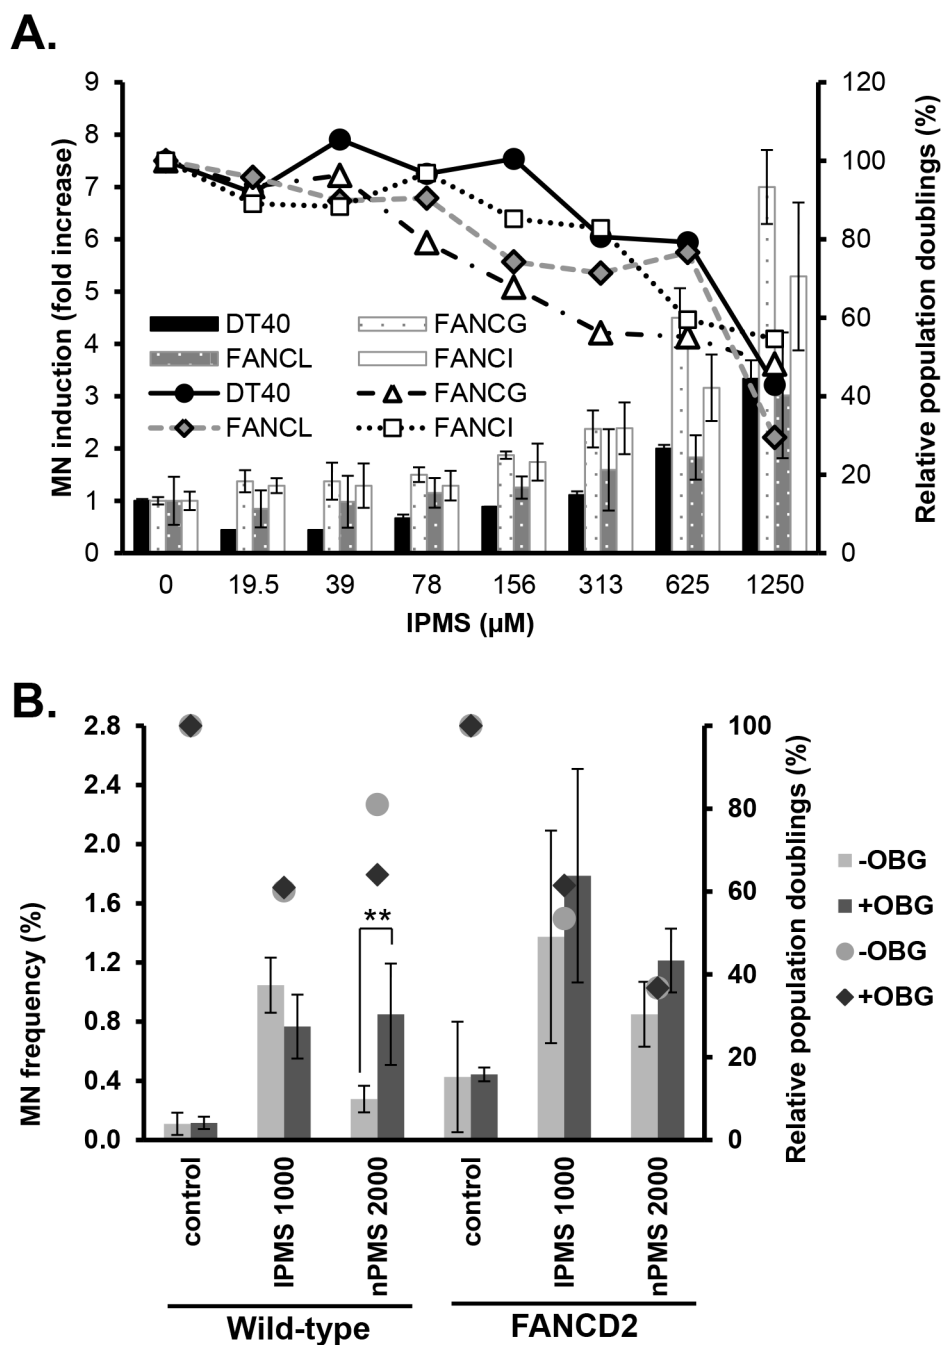 A.
MN induction (fold increase)
9
8
7
6
5
4
3
2
1
0
DT40
FANCG
FANCL
FANCI
DT40
FANCG
FANCL
FANCI
120
100
80
60
40
20
0
Relative population doublings (%)
0 19.5 39 78 156 313 625 1250
IPMS (µM)
B.
MN frequency (%)
2.8
2.4
2.0
1.6
1.2
0.8
0.4
0.0
**
100
80
60
40
20
0
Relative population doublings (%)
-OBG
+OBG
-OBG
+OBG
control
IPMS 1000
nPMS 2000
control
IPMS 1000
nPMS 2000
Wild-type
FANCD2